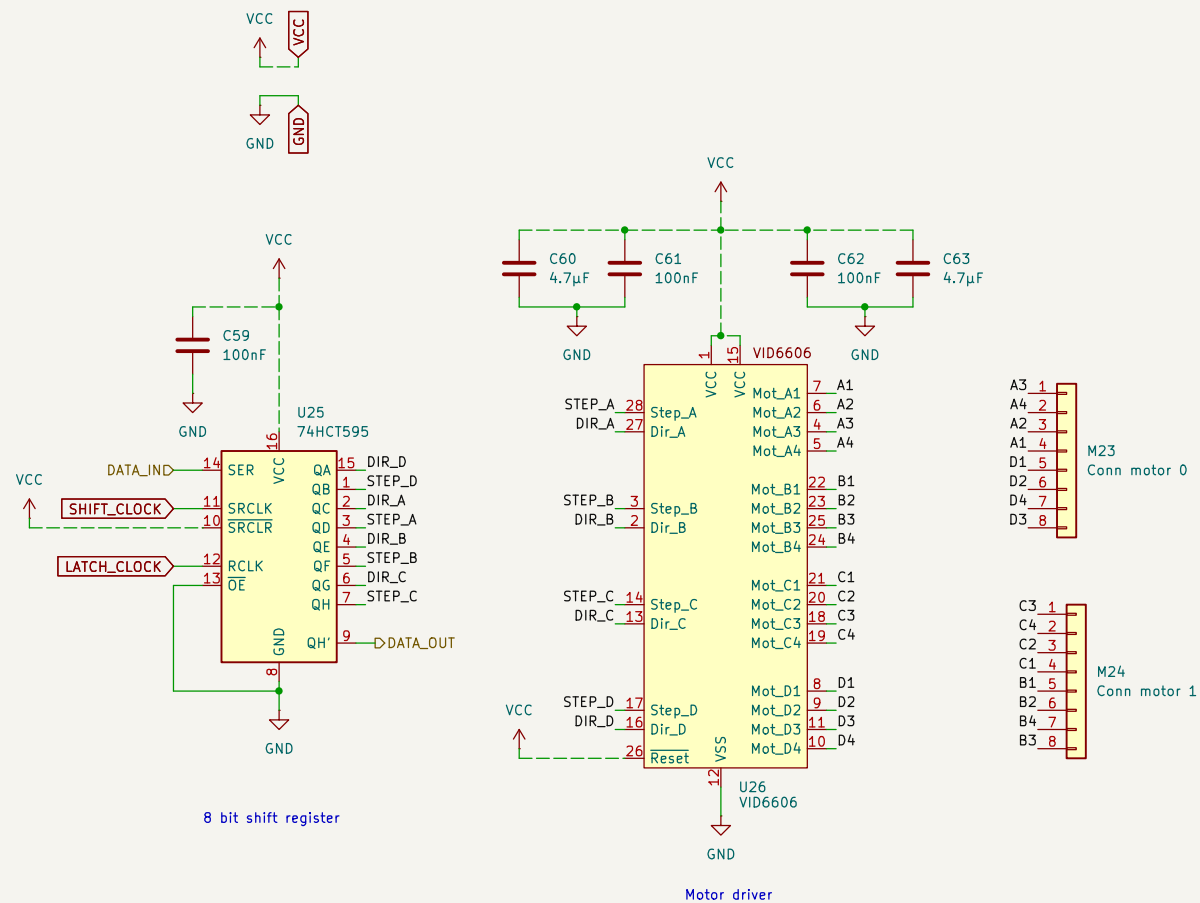 VCC
VCC
GND
GND
VCC
C59
100nF
GND
U25
74HCT595
16
VCC
DATA_IN
14
SER
VCC
SHIFT_CLOCK
11
SRCLK
10
SRCLR
LATCH_CLOCK
12
RCLK
13
OE
QA
15
DIR_D
QB
1
STEP_D
QC
2
DIR_A
QD
3
STEP_A
QE
4
DIR_B
QF
5
STEP_B
QG
6
DIR_C
QH
7
STEP_C
QH'
9
DATA_OUT
GND
8
GND
8 bit shift register
VCC
C60
4.7µF
C61
100nF
C62
100nF
C63
4.7µF
GND
GND
1
15
VID6606
VCC
VCC
STEP_A
28
Step_A
DIR_A
27
Dir_A
STEP_B
3
Step_B
DIR_B
2
Dir_B
STEP_C
14
Step_C
DIR_C
13
Dir_C
STEP_D
17
Step_D
DIR_D
16
Dir_D
VCC
26
Reset
Mot_A1
7
A1
Mot_A2
6
A2
Mot_A3
4
A3
Mot_A4
5
A4
Mot_B1
22
B1
Mot_B2
23
B2
Mot_B3
25
B3
Mot_B4
24
B4
Mot_C1
21
C1
Mot_C2
20
C2
Mot_C3
18
C3
Mot_C4
19
C4
Mot_D1
8
D1
Mot_D2
9
D2
Mot_D3
11
D3
Mot_D4
10
D4
VSS
12
U26
VID6606
GND
Motor driver
A3 1
A4 2
A2 3
A1 4
D1 5
D2 6
D4 7
D3 8
M23
Conn motor 0
C3 1
C4 2
C2 3
C1 4
B1 5
B2 6
B4 7
B3 8
M24
Conn motor 1